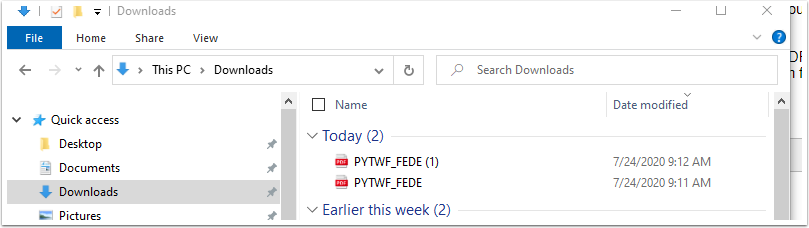 Downloads
File Home Share View
This PC Downloads Search Downloads
Name Date modified
Quick access
Today (2)
Desktop
PDF PYTWF_FEDE (1) 7/24/2020 9:12 AM
Documents
PDF PYTWF_FEDE 7/24/2020 9:11 AM
Downloads
Earlier this week (2)
Pictures